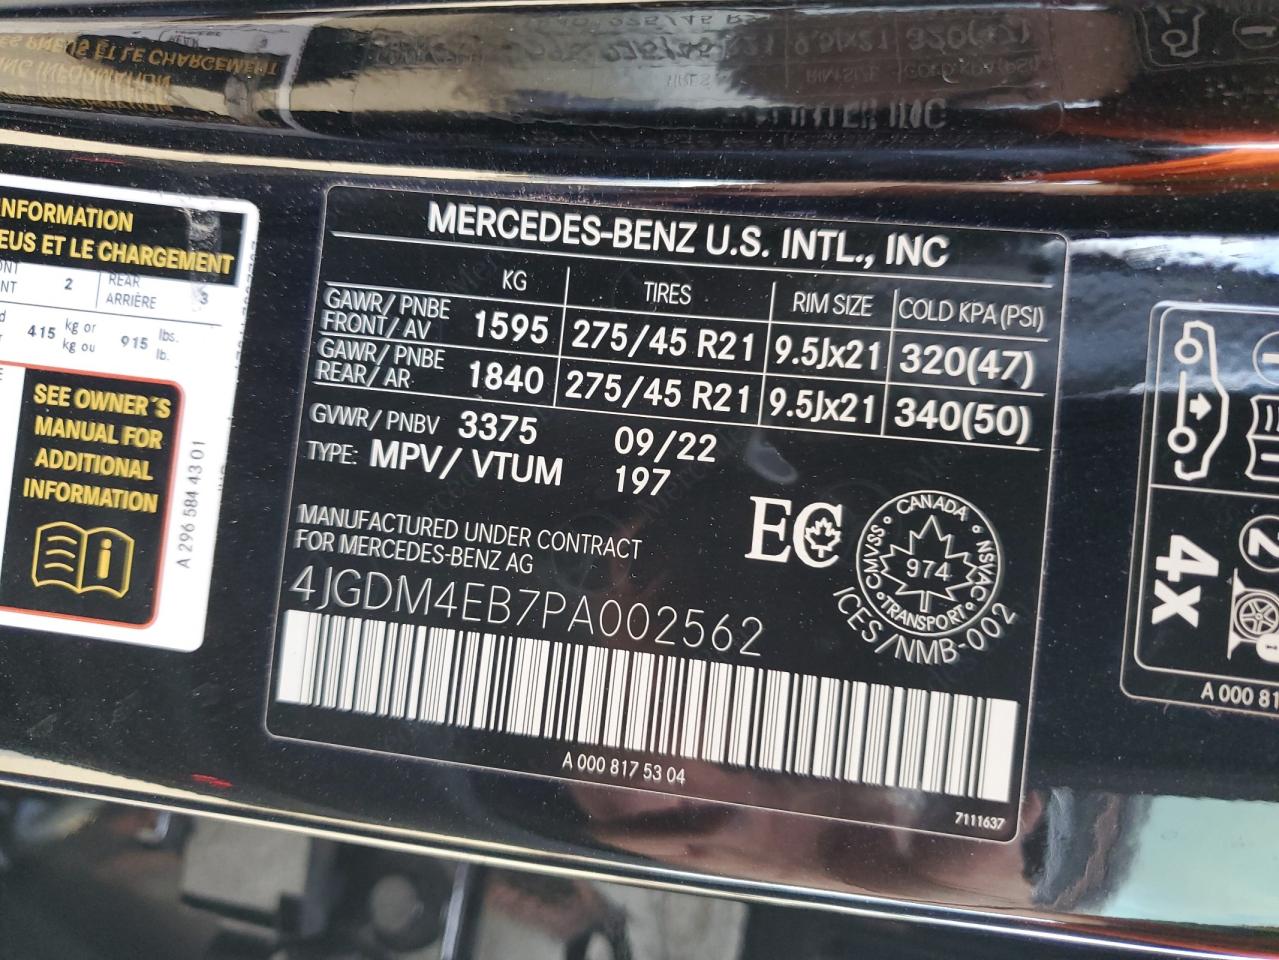 NFORMATION
EUS ET LE CHARGEMENT
2
REAR
ARRIÈRE
3
415 kg or
kg ou
915 lbs.
lb.
SEE OWNER´S
MANUAL FOR
ADDITIONAL
INFORMATION
i
A 296 584 43 01
MERCEDES-BENZ U.S. INTL., INC
KG TIRES RIM SIZE COLD KPA (PSI)
GAWR/ PNBE
FRONT/ AV 1595 275/45 R21 9.5Jx21 320(47)
GAWR/ PNBE
REAR/ AR 1840 275/45 R21 9.5Jx21 340(50)
GVWR/ PNBV 3375 09/22
TYPE: MPV/ VTUM 197
MANUFACTURED UNDER CONTRACT
FOR MERCEDES-BENZ AG
EC
CANADA
CMVSS 974 NSVAC
TRANSPORT
ICES/NMB-002
4JGDM4EB7PA002562
A 000 817 53 04
7111637
1
2
4x
A 000 81